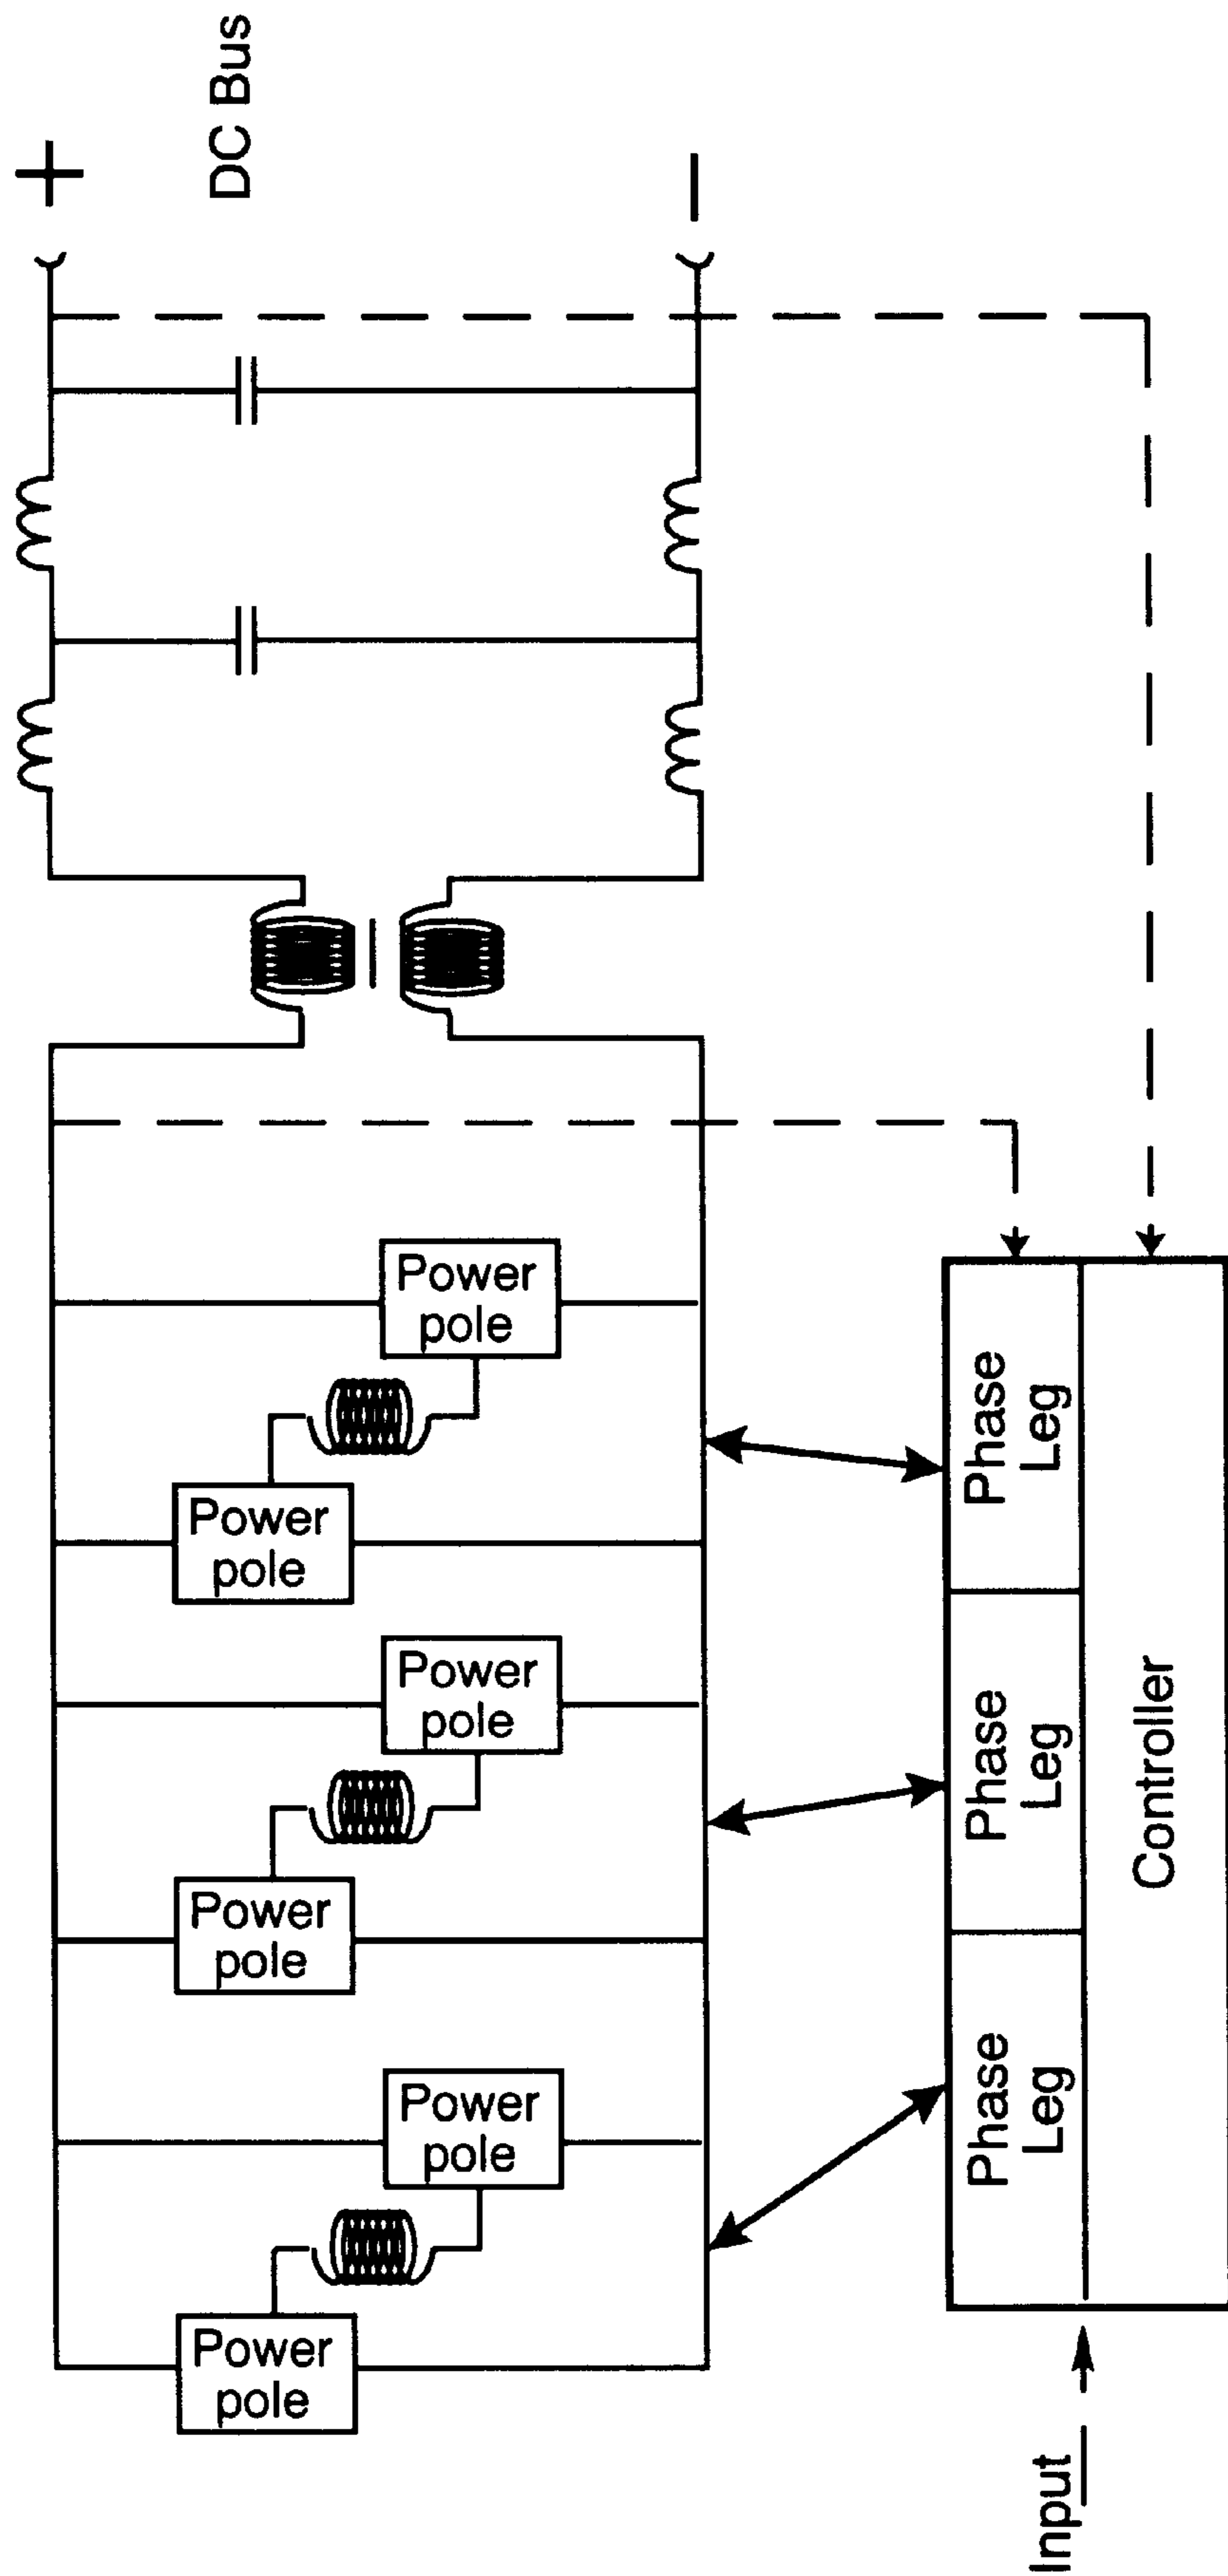 +
DC Bus
−
Power
pole
Power
pole
Power
pole
Power
pole
Power
pole
Power
pole
Phase
Leg
Phase
Leg
Phase
Leg
Controller
Input